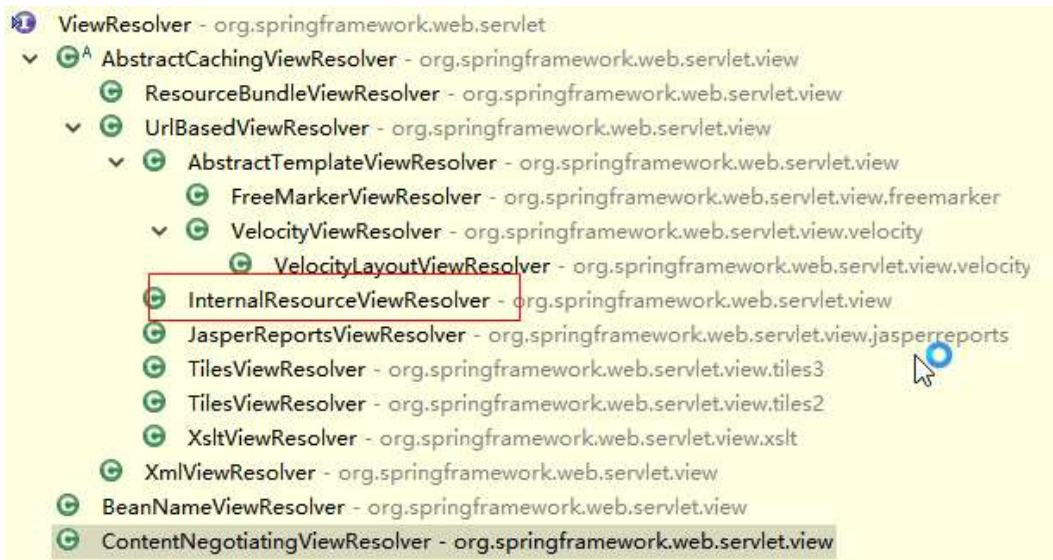 ViewResolver - org.springframework.web.servlet
AbstractCachingViewResolver - org.springframework.web.servlet.view
ResourceBundleViewResolver - org.springframework.web.servlet.view
UrlBasedViewResolver - org.springframework.web.servlet.view
AbstractTemplateViewResolver - org.springframework.web.servlet.view
FreeMarkerViewResolver - org.springframework.web.servlet.view.freemarker
VelocityViewResolver - org.springframework.web.servlet.view.velocity
VelocityLayoutViewResolver - org.springframework.web.servlet.view.velocity
InternalResourceViewResolver - org.springframework.web.servlet.view
JasperReportsViewResolver - org.springframework.web.servlet.view.jasperreports
TilesViewResolver - org.springframework.web.servlet.view.tiles3
TilesViewResolver - org.springframework.web.servlet.view.tiles2
XsltViewResolver - org.springframework.web.servlet.view.xslt
XmlViewResolver - org.springframework.web.servlet.view
BeanNameViewResolver - org.springframework.web.servlet.view
ContentNegotiatingViewResolver - org.springframework.web.servlet.view